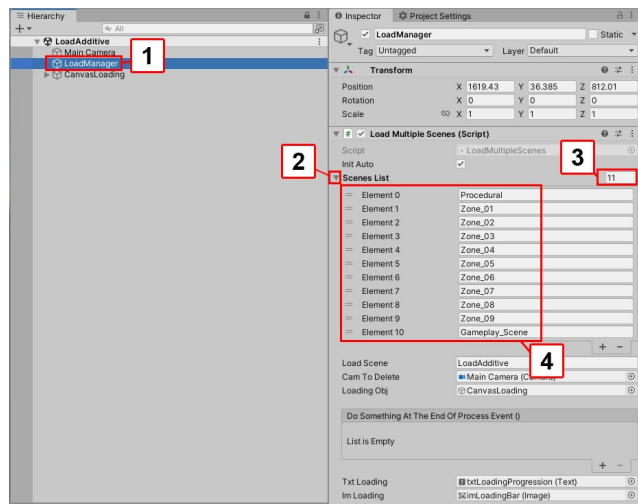 Hierarchy
All
LoadAdditive
Main Camera
LoadManager
CanvasLoading
1
2
3
4
Inspector Project Settings
LoadManager Static
Tag Untagged Layer Default
Transform
Position X 1619.43 Y 36.385 Z 812.01
Rotation X 0 Y 0 Z 0
Scale X 1 Y 1 Z 1
Load Multiple Scenes (Script)
Script LoadMultipleScenes
Init Auto
Scenes List 11
Element 0 Procedural
Element 1 Zone_01
Element 2 Zone_02
Element 3 Zone_03
Element 4 Zone_04
Element 5 Zone_05
Element 6 Zone_06
Element 7 Zone_07
Element 8 Zone_08
Element 9 Zone_09
Element 10 Gameplay_Scene
Load Scene LoadAdditive
Cam To Delete Main Camera
Loading Obj CanvasLoading
Do Something At The End Of Process Event ()
List is Empty
Txt Loading txtLoadingProgression (Text)
Im Loading imLoadingBar (Image)